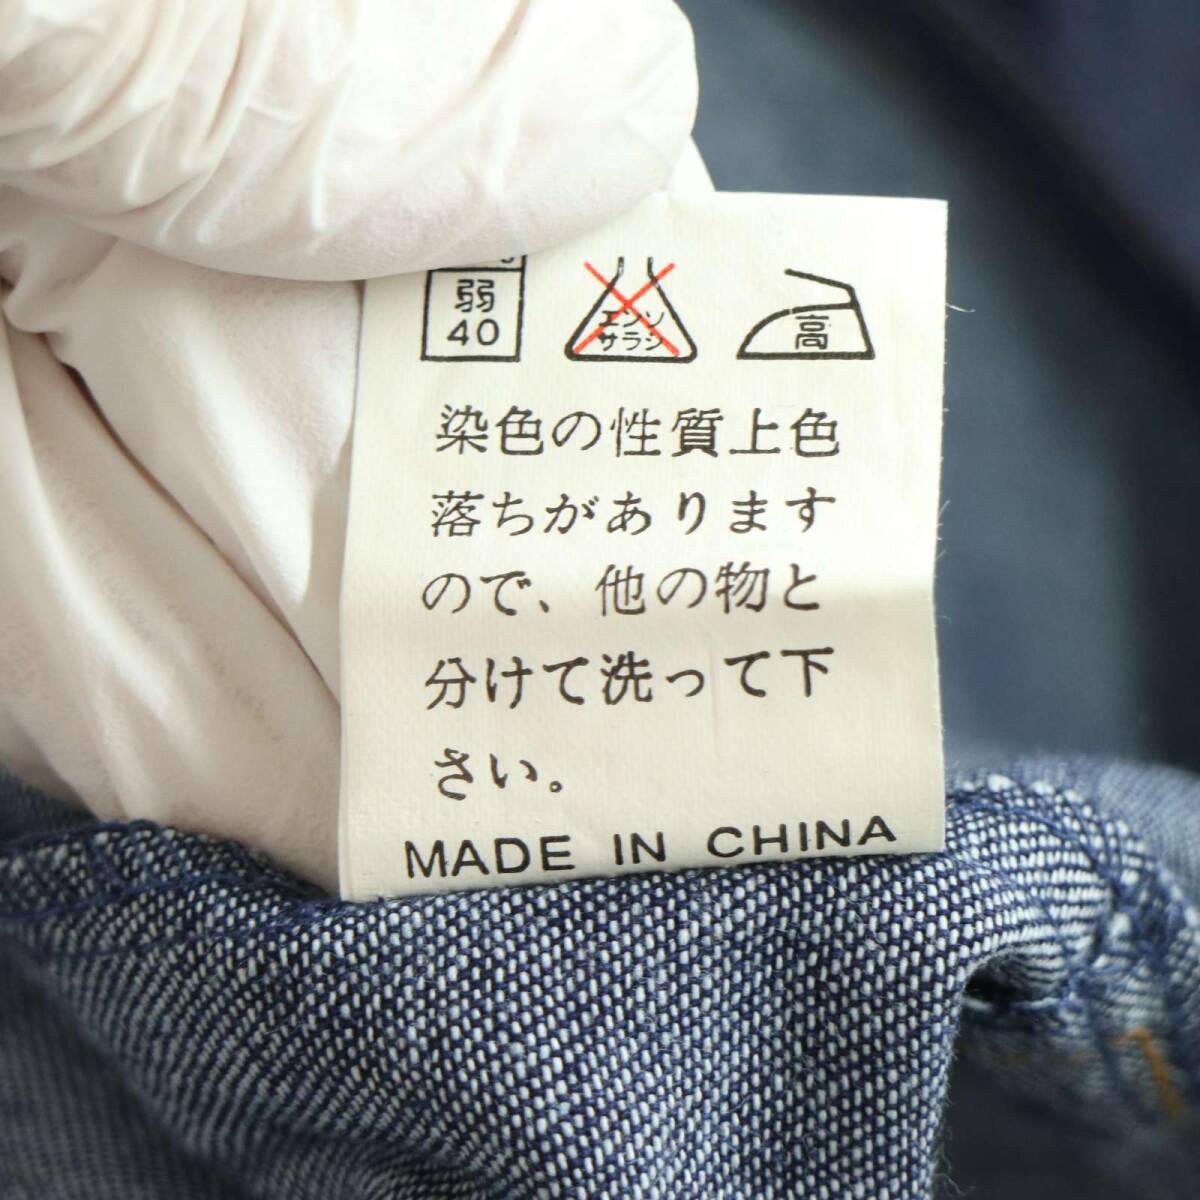 弱
40
エンソ
サラシ
高
染色の性質上色
落ちがあります
ので、他の物と
分けて洗って下
さい。
MADE IN CHINA